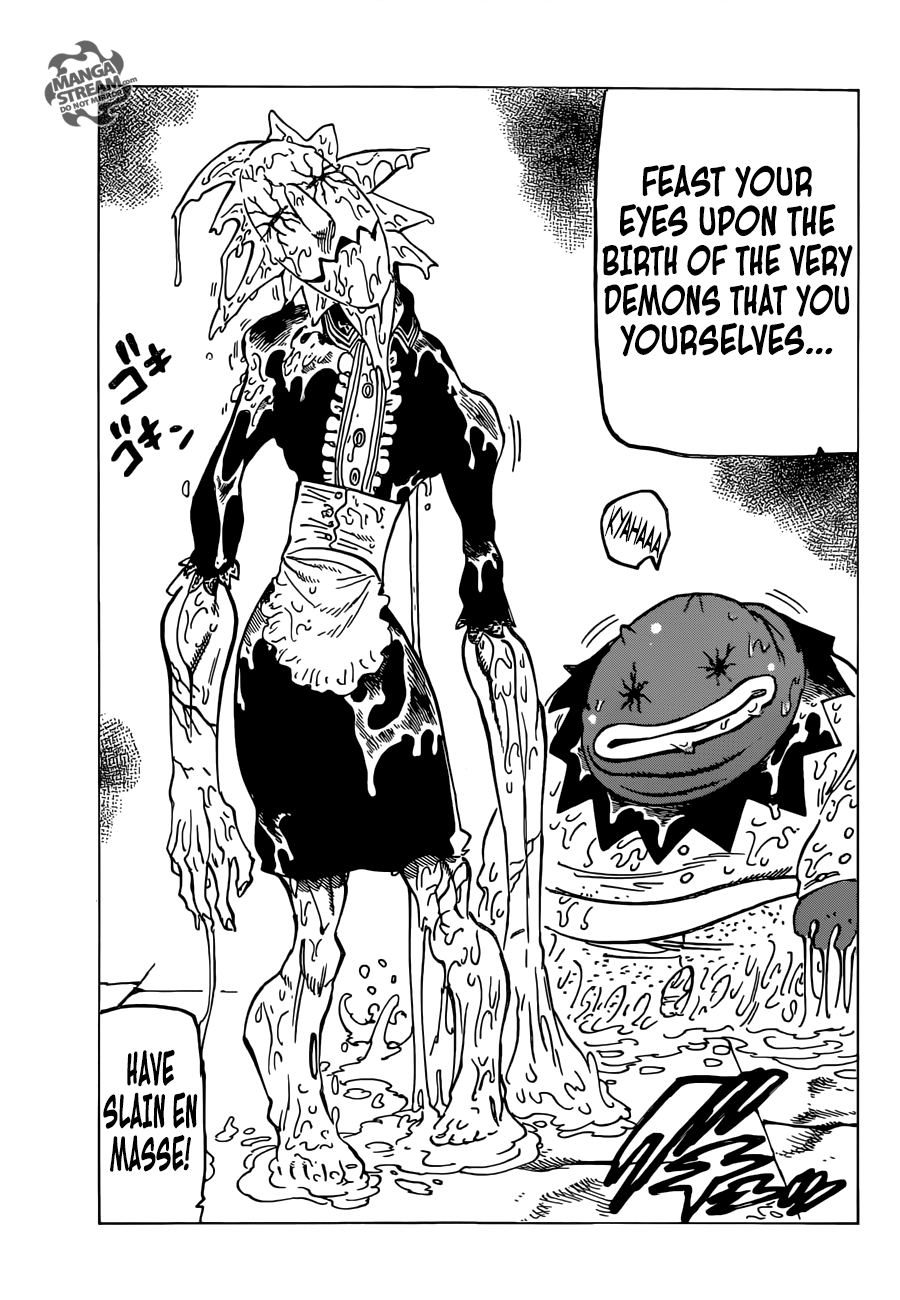 MANGA
STREAM.com
DO NOT MIRROR
FEAST YOUR
EYES UPON THE
BIRTH OF THE VERY
DEMONS THAT YOU
YOURSELVES...
ゴキ
ゴキン
KYAHAAA
HAVE
SLAIN EN
MASSE!